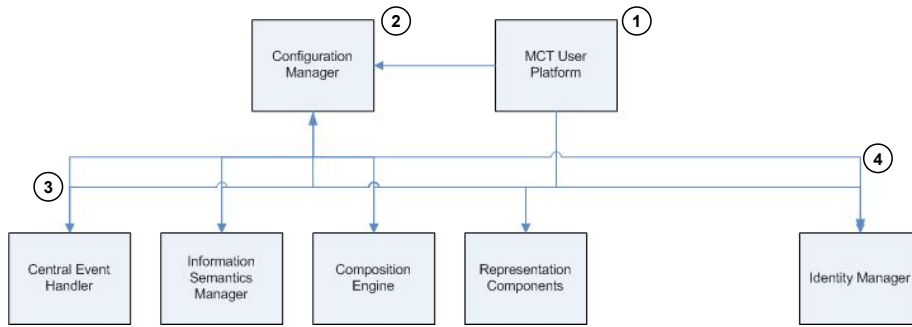 2
1
Configuration
Manager
MCT User
Platform
3
4
Central Event
Handler
Information
Semantics
Manager
Composition
Engine
Representation
Components
Identity Manager